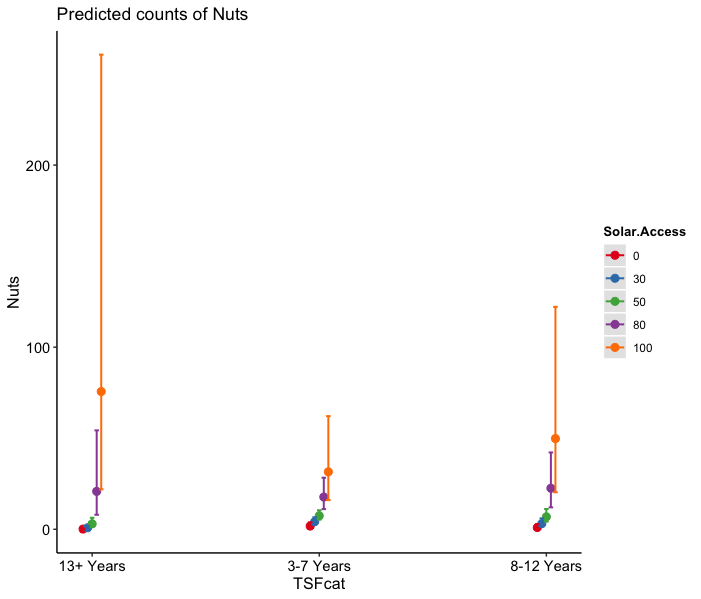 Predicted counts of Nuts
Nuts
200
100
0
13+ Years
3-7 Years
8-12 Years
TSFcat
Solar.Access
0
30
50
80
100